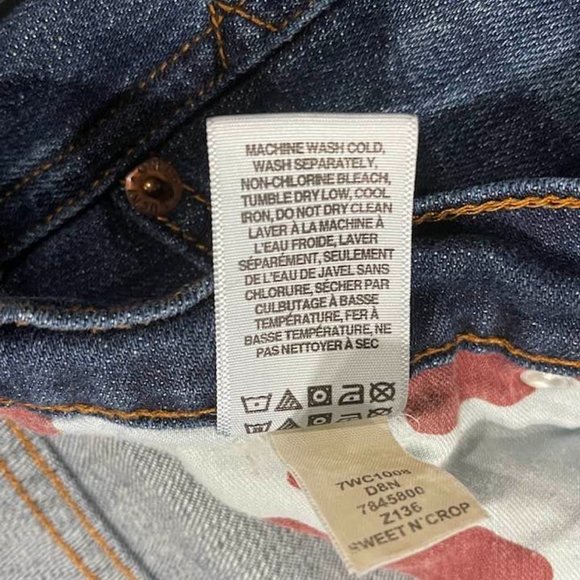 MACHINE WASH COLD,
WASH SEPARATELY,
NON-CHLORINE BLEACH,
TUMBLE DRY LOW, COOL
IRON, DO NOT DRY CLEAN
LAVER À LA MACHINE À
L'EAU FROIDE, LAVER
SÉPARÉMENT, SEULEMENT
DE L'EAU DE JAVEL SANS
CHLORURE, SÉCHER PAR
CULBUTAGE À BASSE
TEMPÉRATURE, FER À
BASSE TEMPÉRATURE, NE
PAS NETTOYER À SEC
7WC1008
D8N
7845800
Z136
SWEET N' CROP